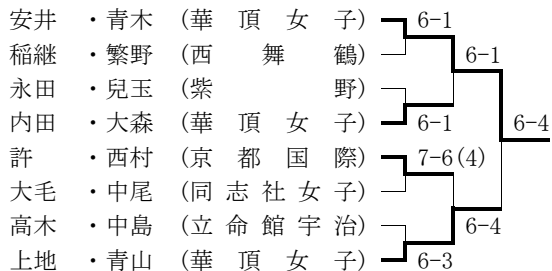 安井・青木（華頂女子） 6-1
稲継・繁野（西舞鶴） 6-1
永田・兒玉（紫野）
内田・大森（華頂女子） 6-1 6-4
許・西村（京都国際） 7-6(4)
大毛・中尾（同志社女子）
高木・中島（立命館宇治） 6-4
上地・青山（華頂女子） 6-3